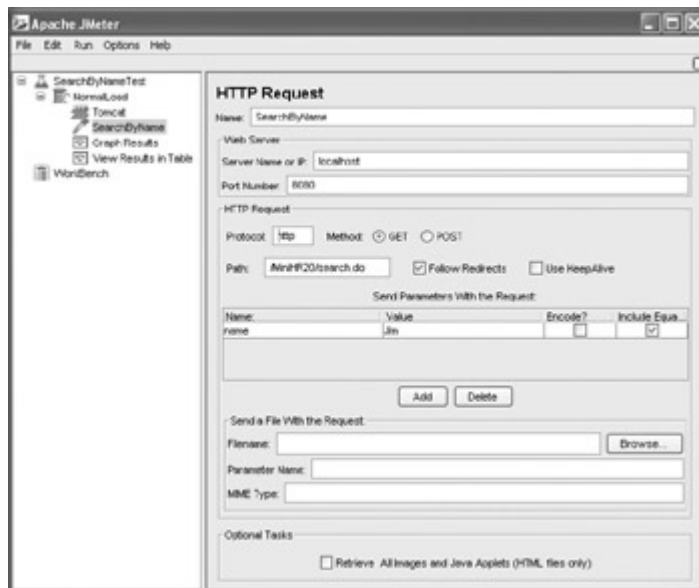 Apache JMeter
File Edit Run Options Help
SearchByNameTest
NormalLoad
Tomcat
SearchByName
Graph Results
View Results in Table
WorkBench
HTTP Request
Name: SearchByName
Web Server
Server Name or IP: localhost
Port Number: 8080
HTTP Request
Protocol: http Method: GET POST
Path: /MiniHR20/search.do Follow Redirects Use KeepAlive
Send Parameters With the Request:
Name: Value Encode? Include Equa...
name Jim
Add Delete
Send a File With the Request:
Filename: Browse...
Parameter Name:
MIME Type:
Optional Tasks
Retrieve All Images and Java Applets (HTML files only)